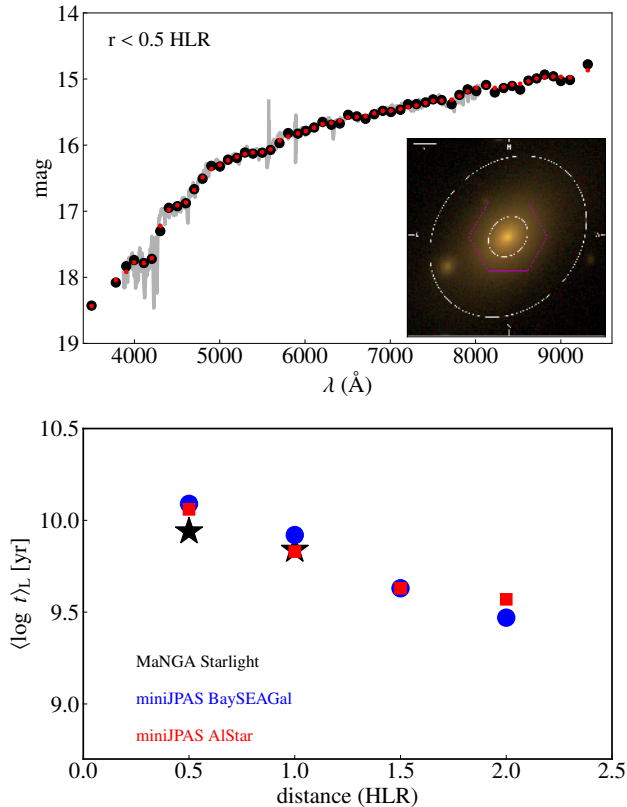 14
r < 0.5 HLR
15
16
mag
17
18
19
4000 5000 6000 7000 8000 9000
λ (Å)
10.5
10.0
⟨log t⟩L [yr]
9.5
MaNGA Starlight
9.0
miniJPAS BaySEAGal
miniJPAS AlStar
0.0 0.5 1.0 1.5 2.0 2.5
distance (HLR)